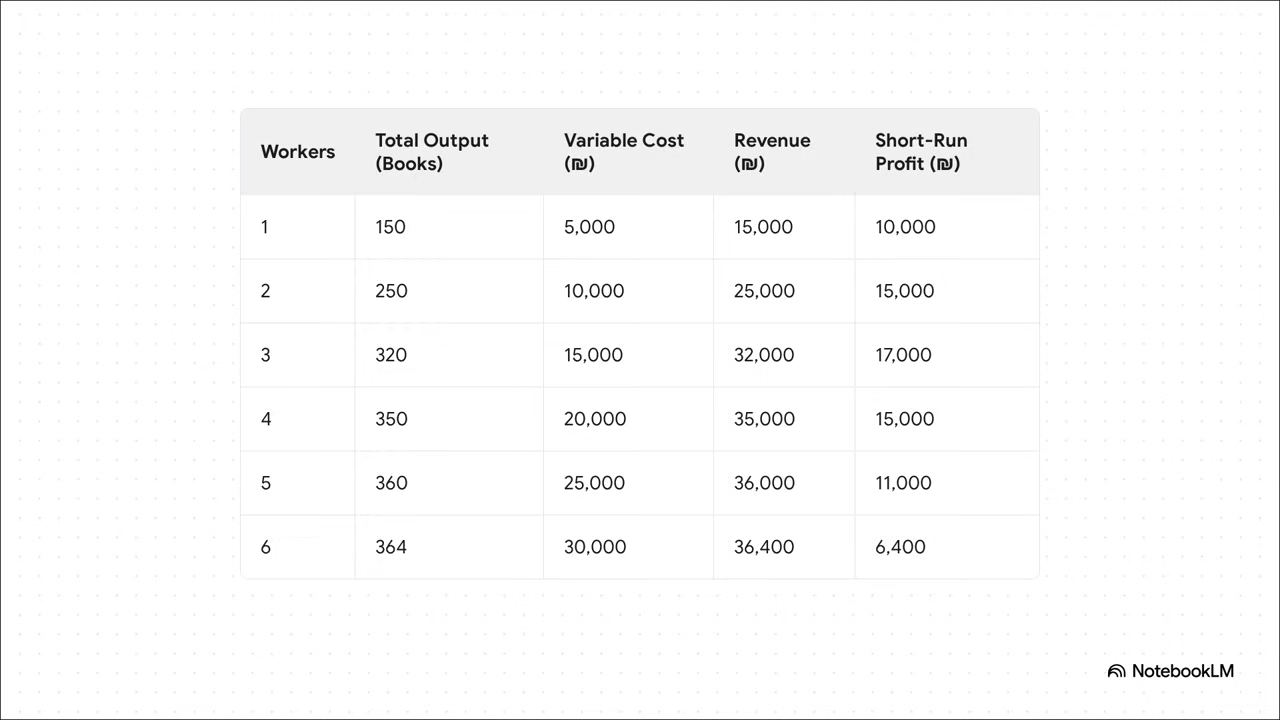 Workers Total Output (Books) Variable Cost (₪) Revenue (₪) Short-Run Profit (₪)
1 150 5,000 15,000 10,000
2 250 10,000 25,000 15,000
3 320 15,000 32,000 17,000
4 350 20,000 35,000 15,000
5 360 25,000 36,000 11,000
6 364 30,000 36,400 6,400
NotebookLM